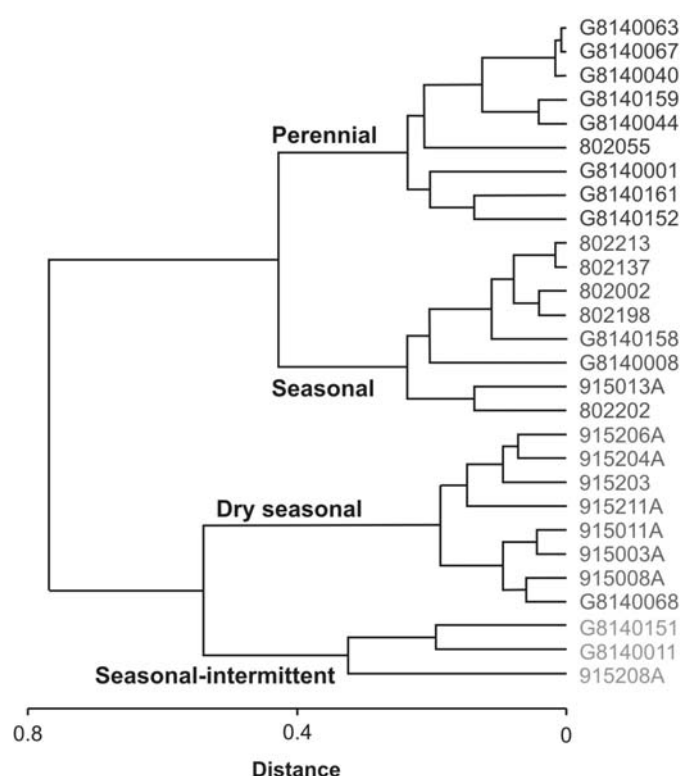 G8140063
G8140067
G8140040
G8140159
G8140044
Perennial
802055
G8140001
G8140161
G8140152
802213
802137
802002
802198
G8140158
G8140008
915013A
Seasonal
802202
915206A
915204A
915203
915211A
Dry seasonal
915011A
915003A
915008A
G8140068
G8140151
G8140011
915208A
Seasonal-intermittent
0.8 0.4 0
Distance